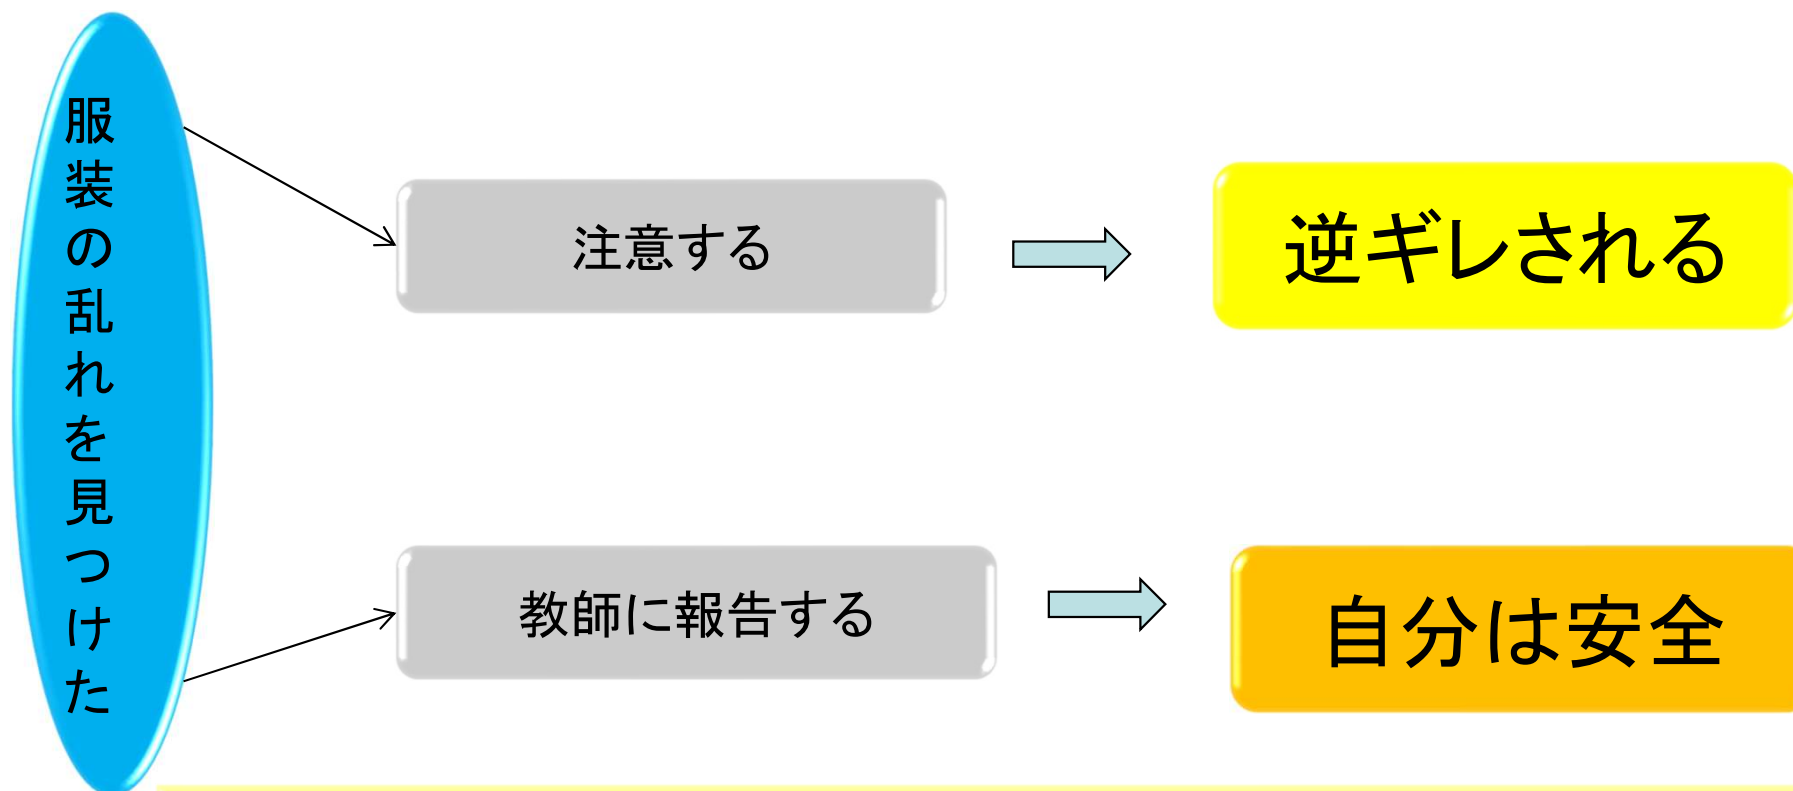 服装の乱れを見つけた
注意する
逆ギレされる
教師に報告する
自分は安全